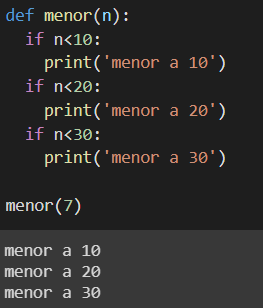 def menor(n):
  if n<10:
    print('menor a 10')
  if n<20:
    print('menor a 20')
  if n<30:
    print('menor a 30')

menor(7)
menor a 10
menor a 20
menor a 30